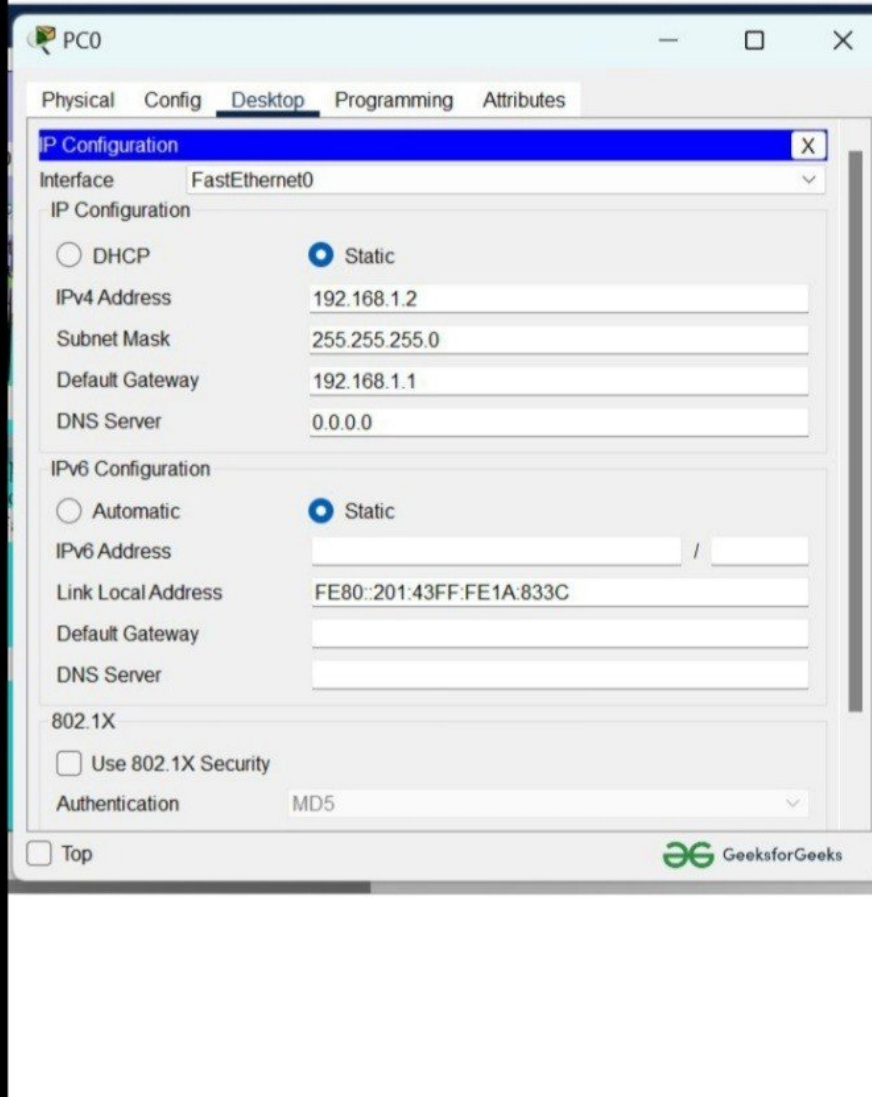 PC0
Physical Config Desktop Programming Attributes
IP Configuration X
Interface FastEthernet0
IP Configuration
DHCP Static
IPv4 Address 192.168.1.2
Subnet Mask 255.255.255.0
Default Gateway 192.168.1.1
DNS Server 0.0.0.0
IPv6 Configuration
Automatic Static
IPv6 Address /
Link Local Address FE80::201:43FF:FE1A:833C
Default Gateway
DNS Server
802.1X
Use 802.1X Security
Authentication MD5
Top GeeksforGeeks